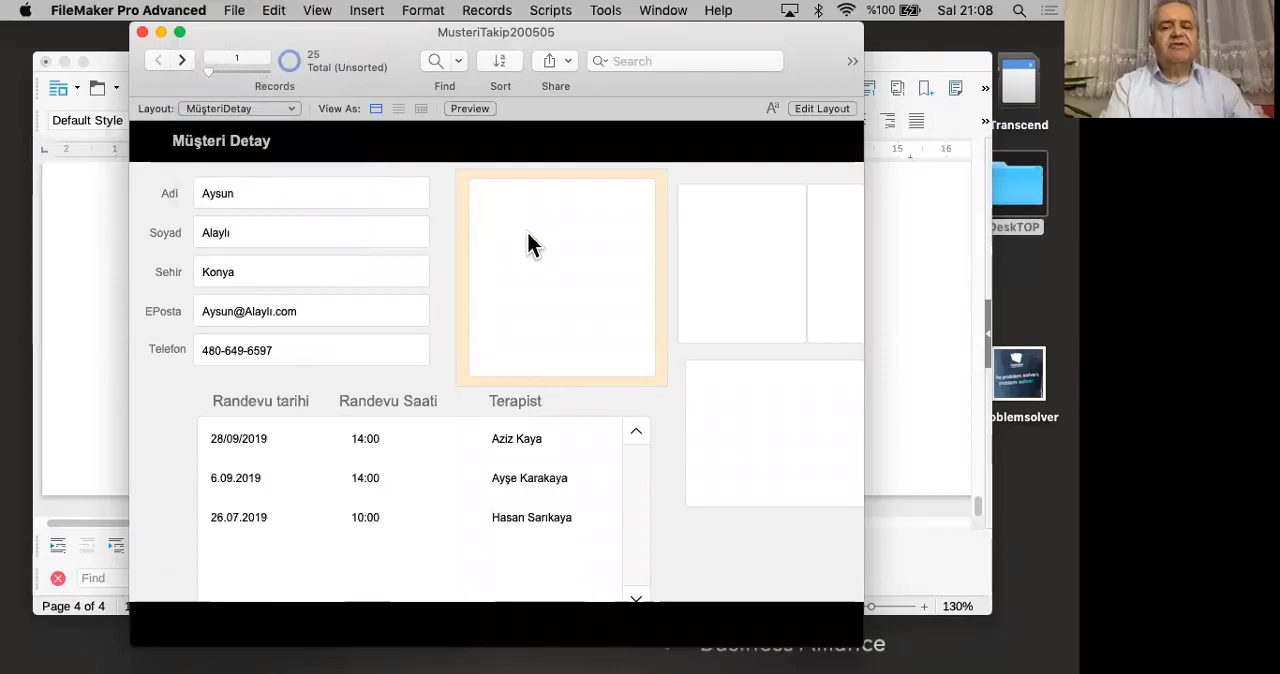 FileMaker Pro Advanced File Edit View Insert Format Records Scripts Tools Window Help %100 Sal 21:08
MusteriTakip200505
1
25
Total (Unsorted)
Records
Find
Sort
Share
Search
Layout: MüşteriDetay View As: Preview Edit Layout
Default Style
2 1 15 16
Müşteri Detay
Adi Aysun
Soyad Alaylı
Sehir Konya
EPosta Aysun@Alaylı.com
Telefon 480-649-6597
Randevu tarihi Randevu Saati Terapist
28/09/2019 14:00 Aziz Kaya
6.09.2019 14:00 Ayşe Karakaya
26.07.2019 10:00 Hasan Sarıkaya
Find
Page 4 of 4
130%
Transcend
DeskTOP
oblemsolver
Business Alliance